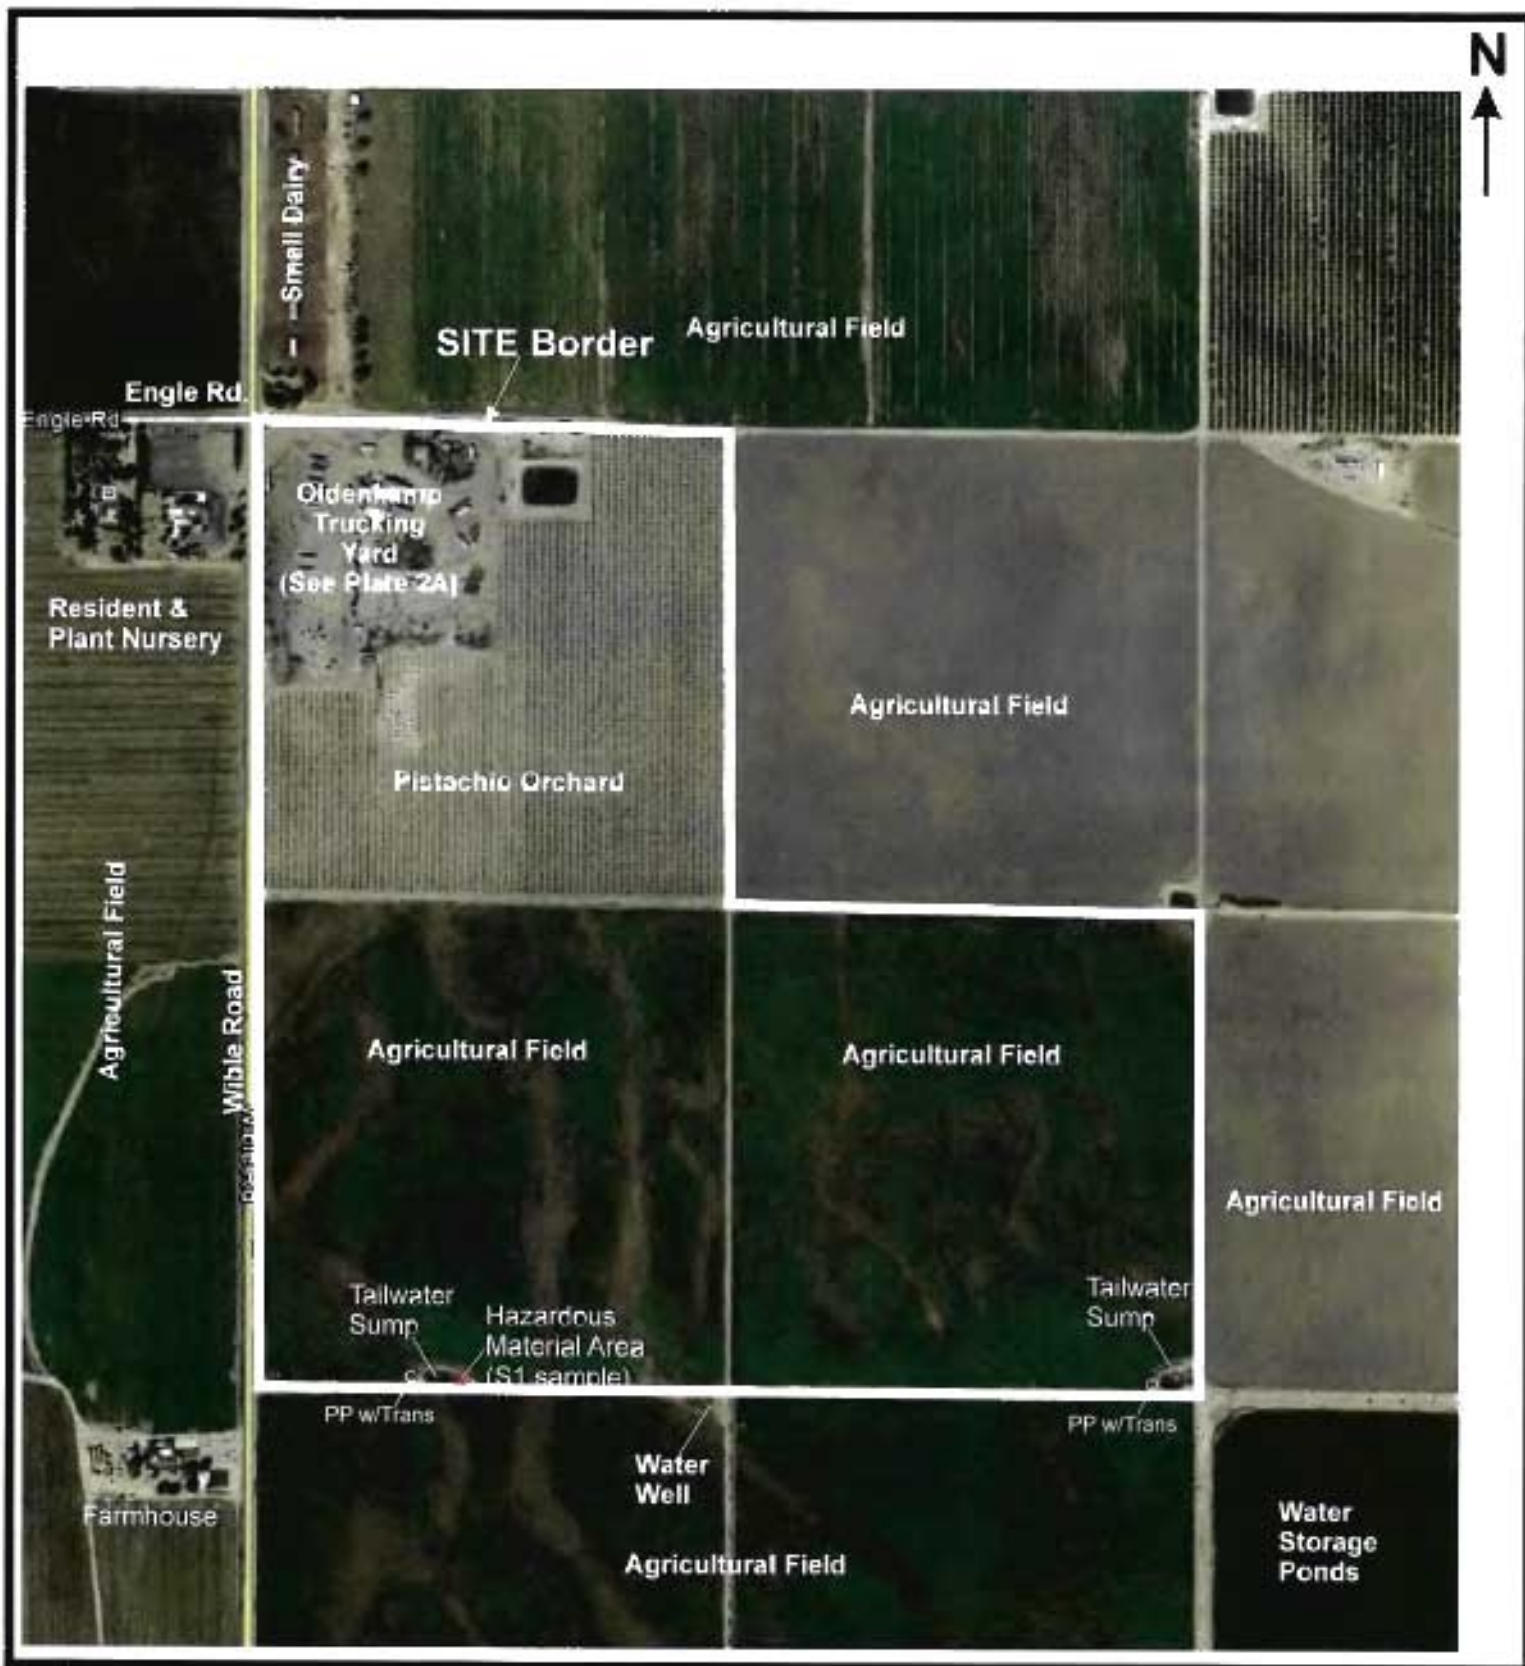 N
Small Dairy
SITE Border
Agricultural Field
Engle Rd.
Engle Rd
Oldenkamp
Trucking
Yard
(See Plate 2A)
Resident &
Plant Nursery
Agricultural Field
Pistachio Orchard
Agricultural Field
Wible Road
Agricultural Field
Agricultural Field
Agricultural Field
Tailwater
Sump
Hazardous
Material Area
(S1 sample)
Tailwater
Sump
PP w/Trans
PP w/Trans
Water
Well
Farmhouse
Water
Storage
Ponds
Agricultural Field